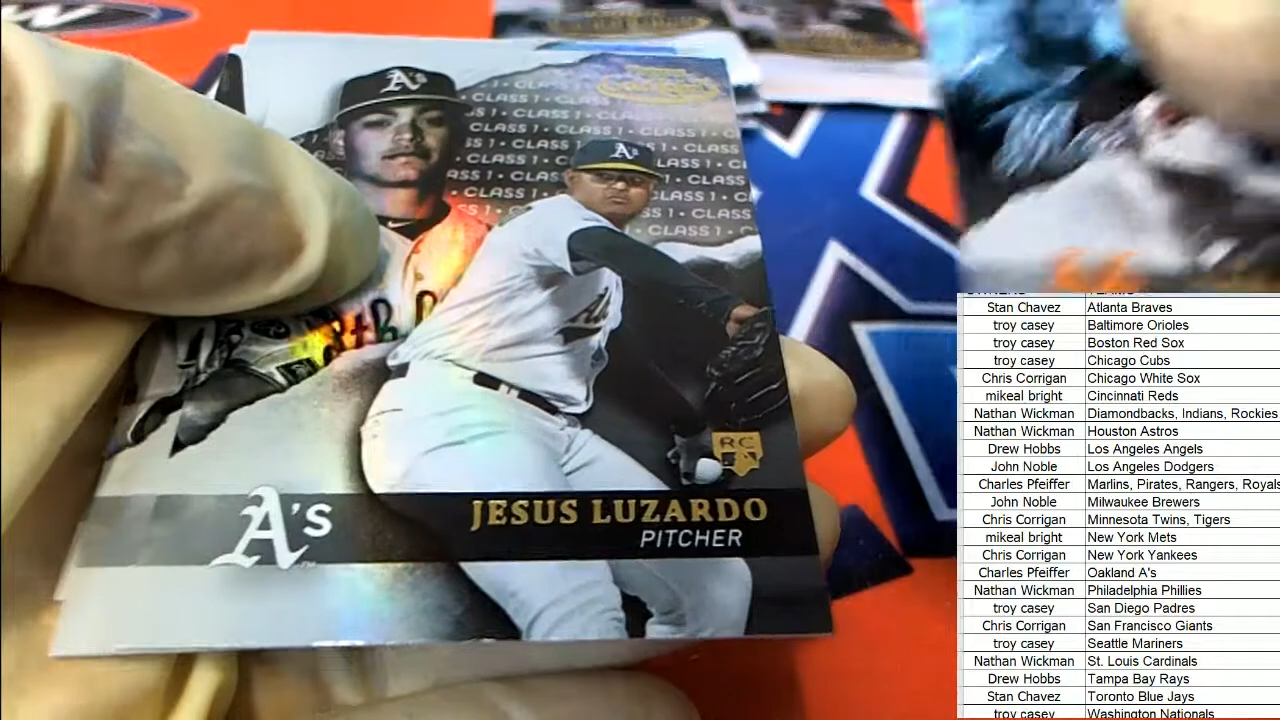 A's
CLASS 1 • CLASS 1 • CLASS 1
A's
RC
A's
JESUS LUZARDO
PITCHER
Stan Chavez Atlanta Braves
troy casey Baltimore Orioles
troy casey Boston Red Sox
troy casey Chicago Cubs
Chris Corrigan Chicago White Sox
mikeal bright Cincinnati Reds
Nathan Wickman Diamondbacks, Indians, Rockies
Nathan Wickman Houston Astros
Drew Hobbs Los Angeles Angels
John Noble Los Angeles Dodgers
Charles Pfeiffer Marlins, Pirates, Rangers, Royals
John Noble Milwaukee Brewers
Chris Corrigan Minnesota Twins, Tigers
mikeal bright New York Mets
Chris Corrigan New York Yankees
Charles Pfeiffer Oakland A's
Nathan Wickman Philadelphia Phillies
troy casey San Diego Padres
Chris Corrigan San Francisco Giants
troy casey Seattle Mariners
Nathan Wickman St. Louis Cardinals
Drew Hobbs Tampa Bay Rays
Stan Chavez Toronto Blue Jays
troy casey Washington Nationals